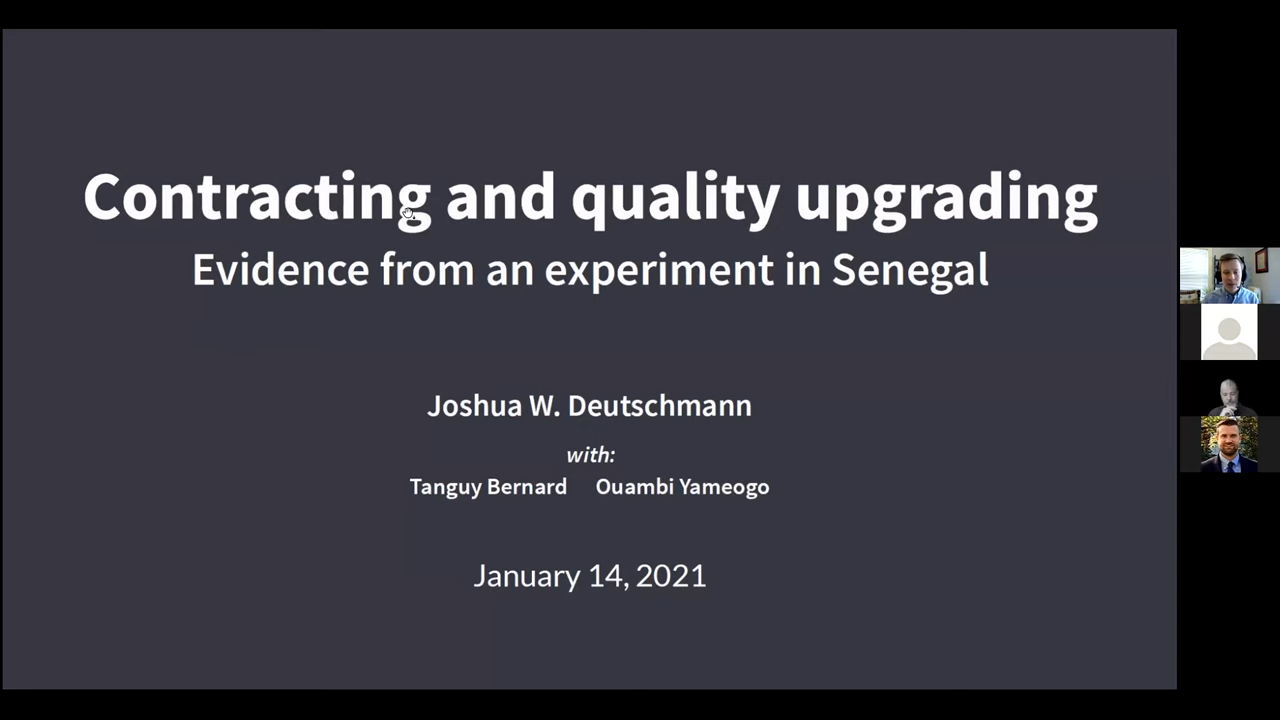 Contracting and quality upgrading
Evidence from an experiment in Senegal
Joshua W. Deutschmann
with:
Tanguy Bernard Ouambi Yameogo
January 14, 2021